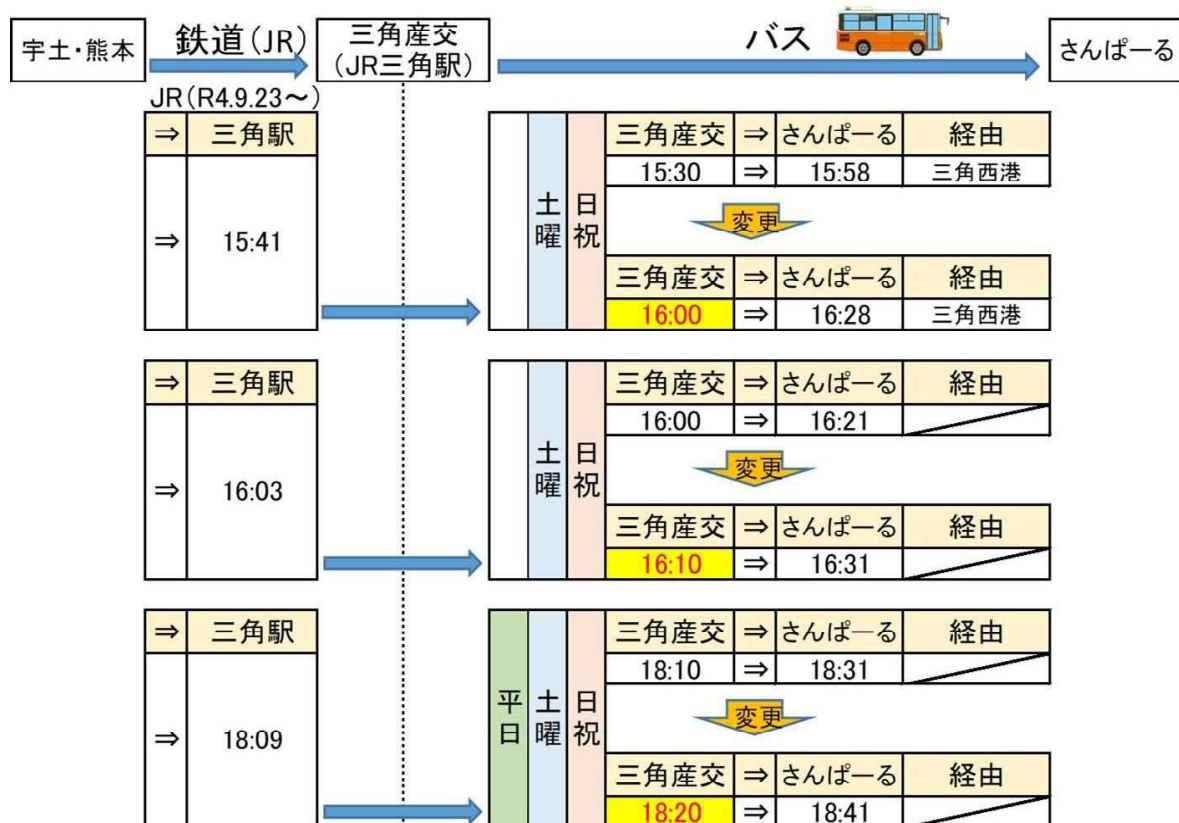 宇土・熊本
鉄道(JR)
三角産交
(JR三角駅)
バス
さんぱーる
JR(R4.9.23～)
⇒ 三角駅
⇒ 15:41
土曜
日祝
三角産交 ⇒ さんぱーる 経由
15:30 ⇒ 15:58 三角西港
変更
三角産交 ⇒ さんぱーる 経由
16:00 ⇒ 16:28 三角西港
⇒ 三角駅
⇒ 16:03
土曜
日祝
三角産交 ⇒ さんぱーる 経由
16:00 ⇒ 16:21
変更
三角産交 ⇒ さんぱーる 経由
16:10 ⇒ 16:31
⇒ 三角駅
⇒ 18:09
平日
土曜
日祝
三角産交 ⇒ さんぱーる 経由
18:10 ⇒ 18:31
変更
三角産交 ⇒ さんぱーる 経由
18:20 ⇒ 18:41